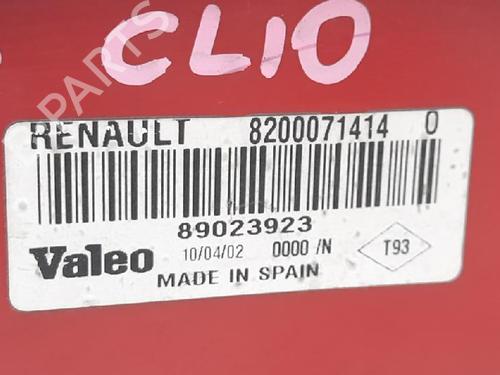 CLIO
RENAULT 8200071414 0
89023923
Valeo 10/04/02 0000 /N T93
MADE IN SPAIN
PARTS